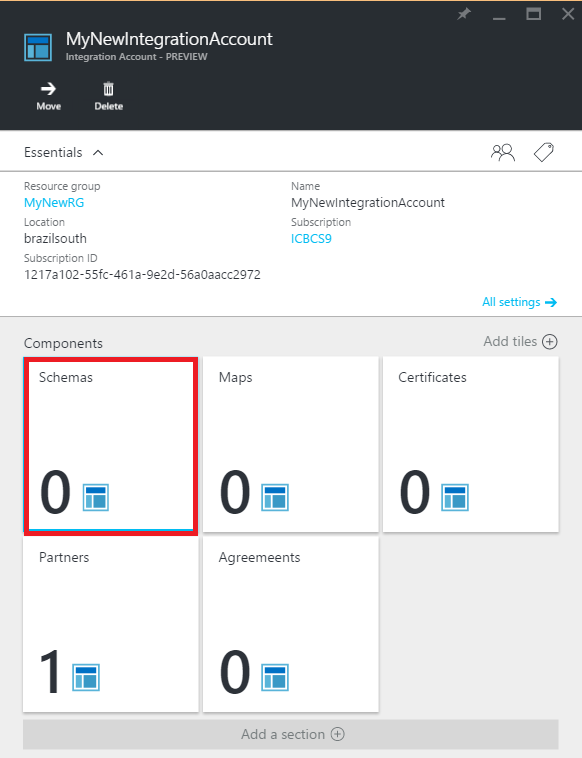 MyNewIntegrationAccount
Integration Account - PREVIEW
Move Delete
Essentials
Resource group Name
MyNewRG MyNewIntegrationAccount
Location Subscription
brazilsouth ICBCS9
Subscription ID
1217a102-55fc-461a-9e2d-56a0aacc2972
All settings
Components Add tiles
Schemas Maps Certificates
0 0 0
Partners Agreemeents
1 0
Add a section